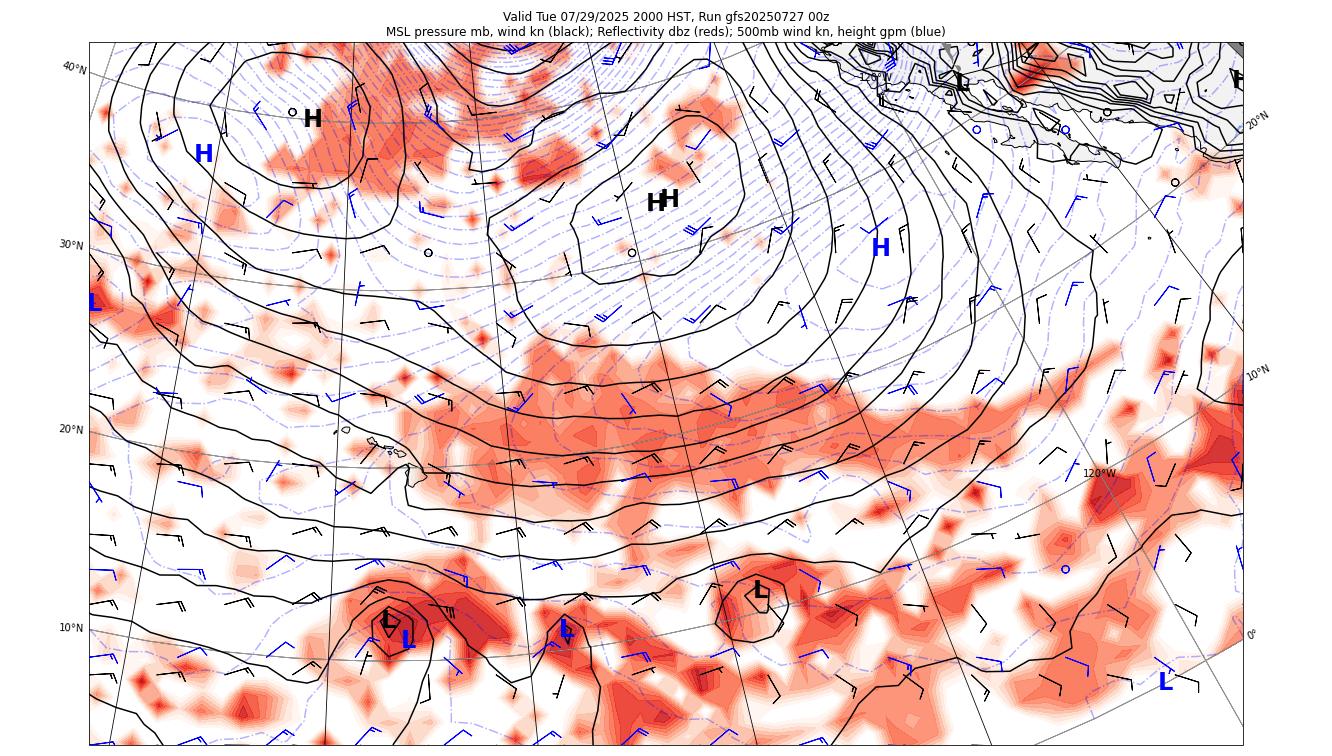 Valid Tue 07/29/2025 2000 HST, Run gfs20250727 00z
MSL pressure mb, wind kn (black); Reflectivity dbz (reds); 500mb wind kn, height gpm (blue)
40°N
120°W
L
H
20°N
H
H
HH
H
30°N
L
10°N
20°N
120°W
L
L
10°N
L
L
0°
L